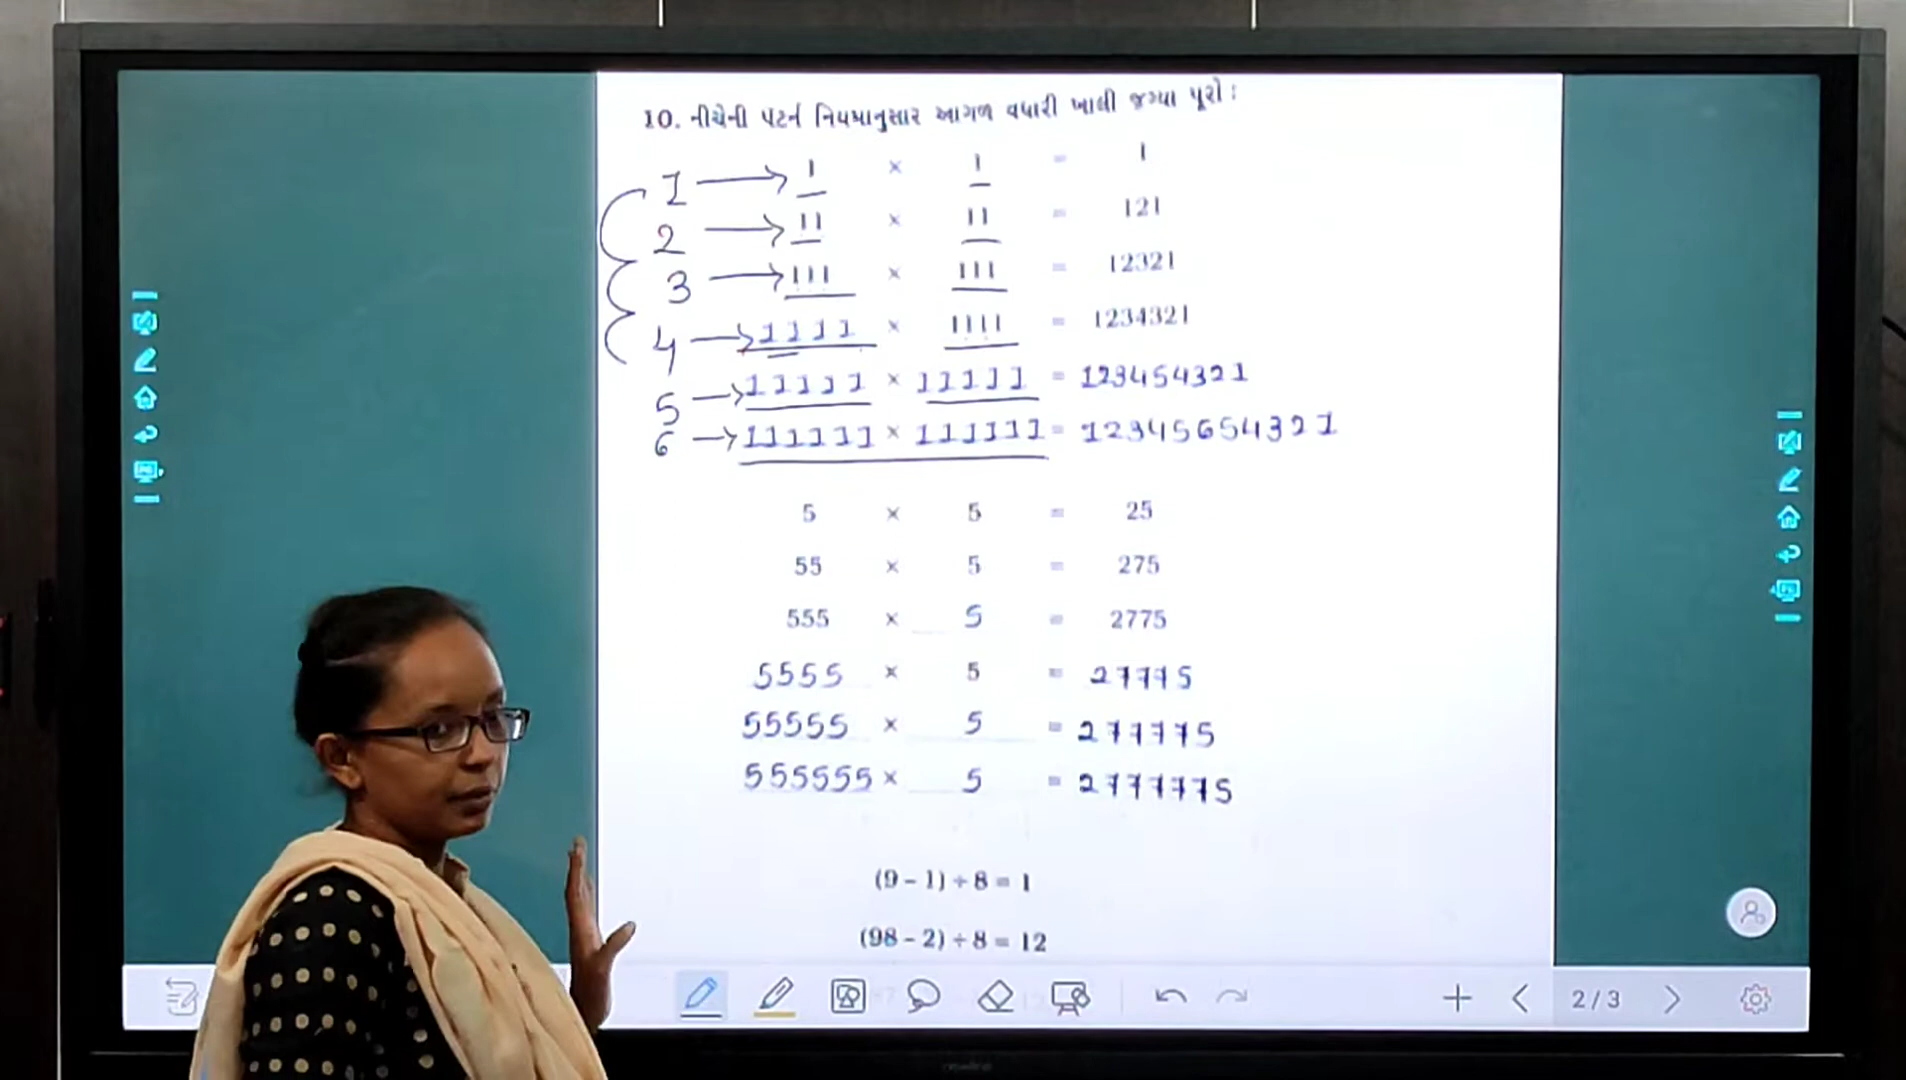 10. નીચેની પેટર્ન નિયમાનુસાર આગળ વધારી ખાલી જગ્યા પૂરો :
1 → 1 × 1 = 1
2 → 11 × 11 = 121
3 → 111 × 111 = 12321
4 → 1111 × 1111 = 1234321
5 → 11111 × 11111 = 123454321
6 → 111111 × 111111 = 12345654321
5 × 5 = 25
55 × 5 = 275
555 × 5 = 2775
5555 × 5 = 27775
55555 × 5 = 277775
555555 × 5 = 2777775
(9 – 1) ÷ 8 = 1
(98 – 2) ÷ 8 = 12
2 / 3